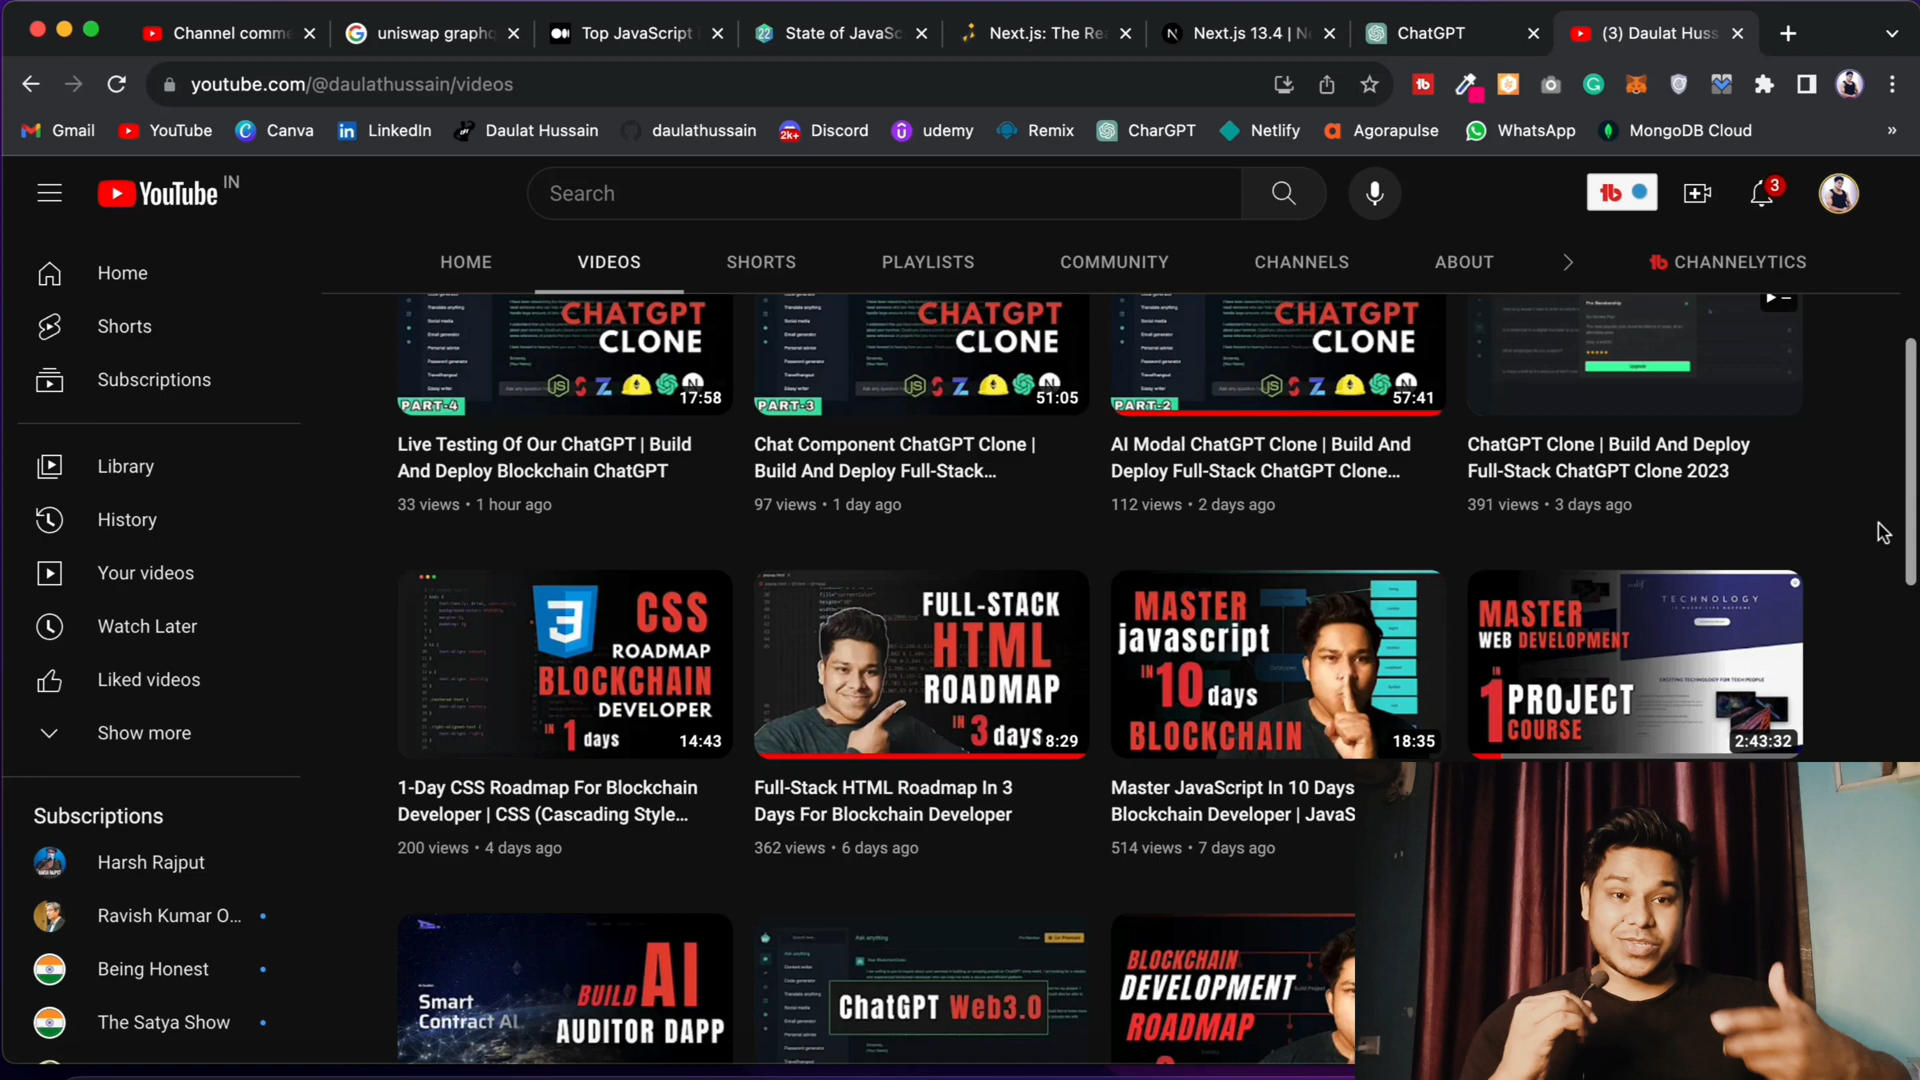 Channel comme
uniswap graphq
Top JavaScript
State of JavaSc
Next.js: The Rea
Next.js 13.4 | Ne
ChatGPT
(3) Daulat Huss
youtube.com/@daulathussain/videos
Gmail
YouTube
Canva
LinkedIn
Daulat Hussain
daulathussain
2k+
Discord
udemy
Remix
CharGPT
Netlify
Agorapulse
WhatsApp
MongoDB Cloud
YouTube IN
Search
3
HOME
VIDEOS
SHORTS
PLAYLISTS
COMMUNITY
CHANNELS
ABOUT
CHANNELYTICS
Home
Shorts
Subscriptions
Library
History
Your videos
Watch Later
Liked videos
Show more
Subscriptions
Harsh Rajput
Ravish Kumar O...
Being Honest
The Satya Show
CHATGPT
CLONE
PART-4
17:58
Live Testing Of Our ChatGPT | Build
And Deploy Blockchain ChatGPT
33 views • 1 hour ago
CHATGPT
CLONE
PART-3
51:05
Chat Component ChatGPT Clone |
Build And Deploy Full-Stack...
97 views • 1 day ago
CHATGPT
CLONE
PART-2
57:41
AI Modal ChatGPT Clone | Build And
Deploy Full-Stack ChatGPT Clone...
112 views • 2 days ago
ChatGPT Clone | Build And Deploy
Full-Stack ChatGPT Clone 2023
391 views • 3 days ago
CSS
ROADMAP
BLOCKCHAIN
DEVELOPER
IN 1 days
14:43
1-Day CSS Roadmap For Blockchain
Developer | CSS (Cascading Style...
200 views • 4 days ago
FULL-STACK
HTML
ROADMAP
IN 3 days
8:29
Full-Stack HTML Roadmap In 3
Days For Blockchain Developer
362 views • 6 days ago
MASTER
javascript
IN 10 days
BLOCKCHAIN
18:35
Master JavaScript In 10 Days
Blockchain Developer | JavaS
514 views • 7 days ago
TECHNOLOGY
MASTER
WEB DEVELOPMENT
IN
1 PROJECT
COURSE
2:43:32
Smart
Contract AI
BUILD AI
AUDITOR DAPP
Ask anything
ChatGPT Web3.0
BLOCKCHAIN
DEVELOPMENT
ROADMAP